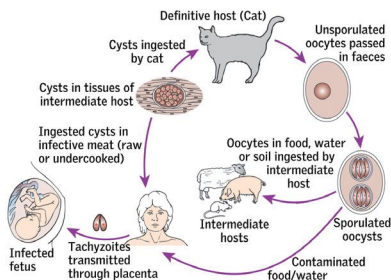 Definitive host (Cat)
Cysts ingested
by cat
Unsporulated
oocytes passed
in faeces
Cysts in tissues of
intermediate host
Ingested cysts in
infective meat (raw
or undercooked)
Oocytes in food, water
or soil ingested by
intermediate
host
Intermediate
hosts
Sporulated
oocysts
Infected
fetus
Tachyzoites
transmitted
through placenta
Contaminated
food/water